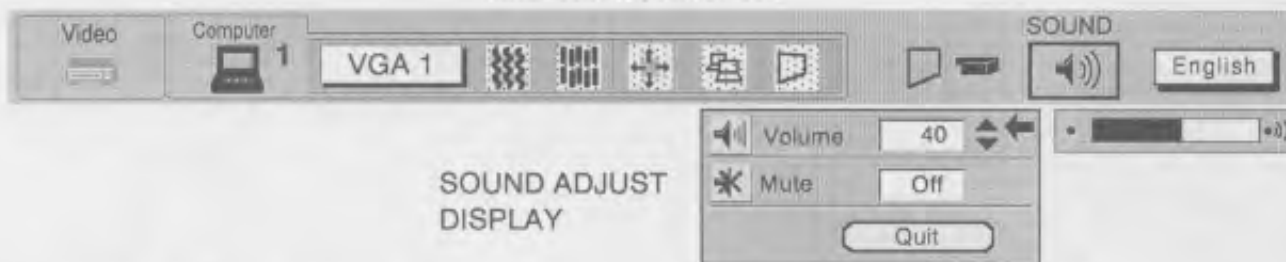 SOUND
Video
Computer
1
VGA 1
English
Volume 40
Mute Off
Quit
SOUND ADJUST
DISPLAY